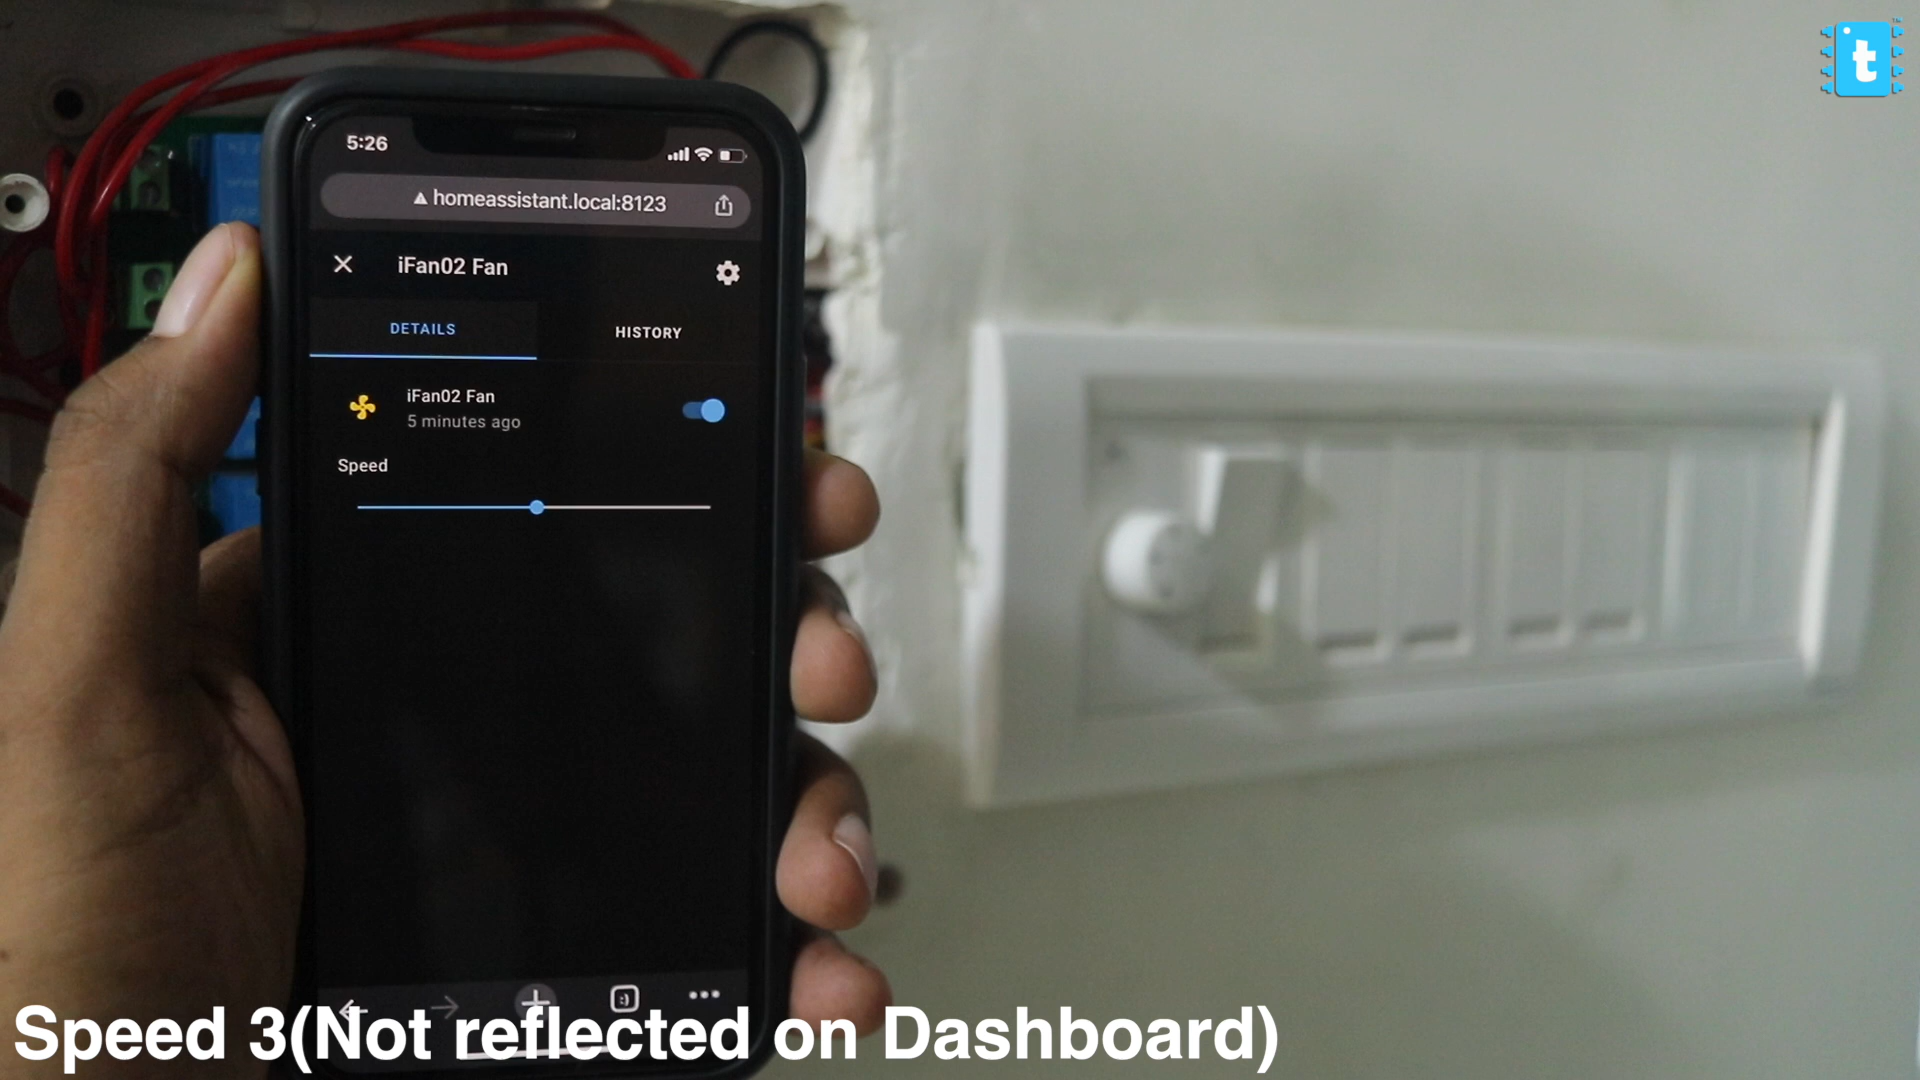 t
5:26
homeassistant.local:8123
iFan02 Fan
DETAILS
HISTORY
iFan02 Fan
5 minutes ago
Speed
:)
Speed 3(Not reflected on Dashboard)